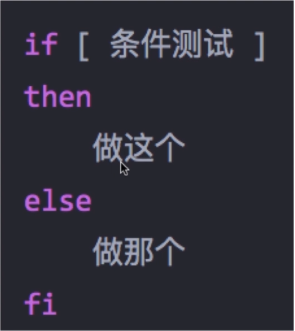 if [ 条件测试 ]
then
    做这个
else
    做那个
fi